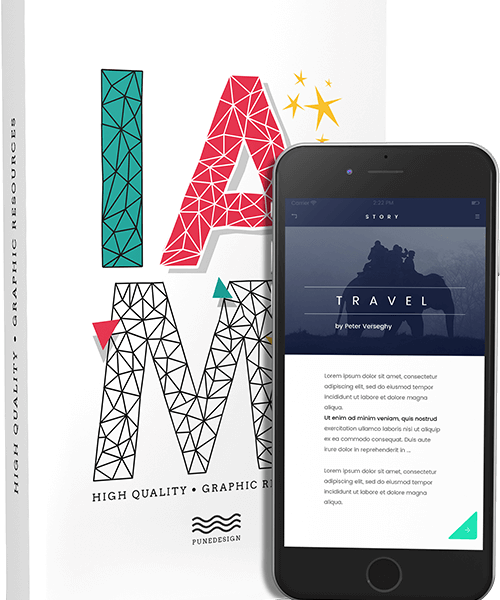 HIGH QUALITY • GRAPHIC RESOURCES
IA
M
HIGH QUALITY • GRAPHIC RE
PUNEDESIGN
STORY
TRAVEL
by Peter Verseghy
Lorem ipsum dolor sit amet, consectetur
adipiscing elit, sed do eiusmod tempor
incididunt ut labore et dolore magna
aliqua.
Ut enim ad minim veniam, quis nostrud
exercitation ullamco laboris nisi ut aliquip
ex ea commodo consequat. Duis aute
irure dolor in reprehenderit in ...
Lorem ipsum dolor sit amet, consectetur
adipiscing elit, sed do eiusmod tempor
incididunt ut labore et dolore magna
aliqua.